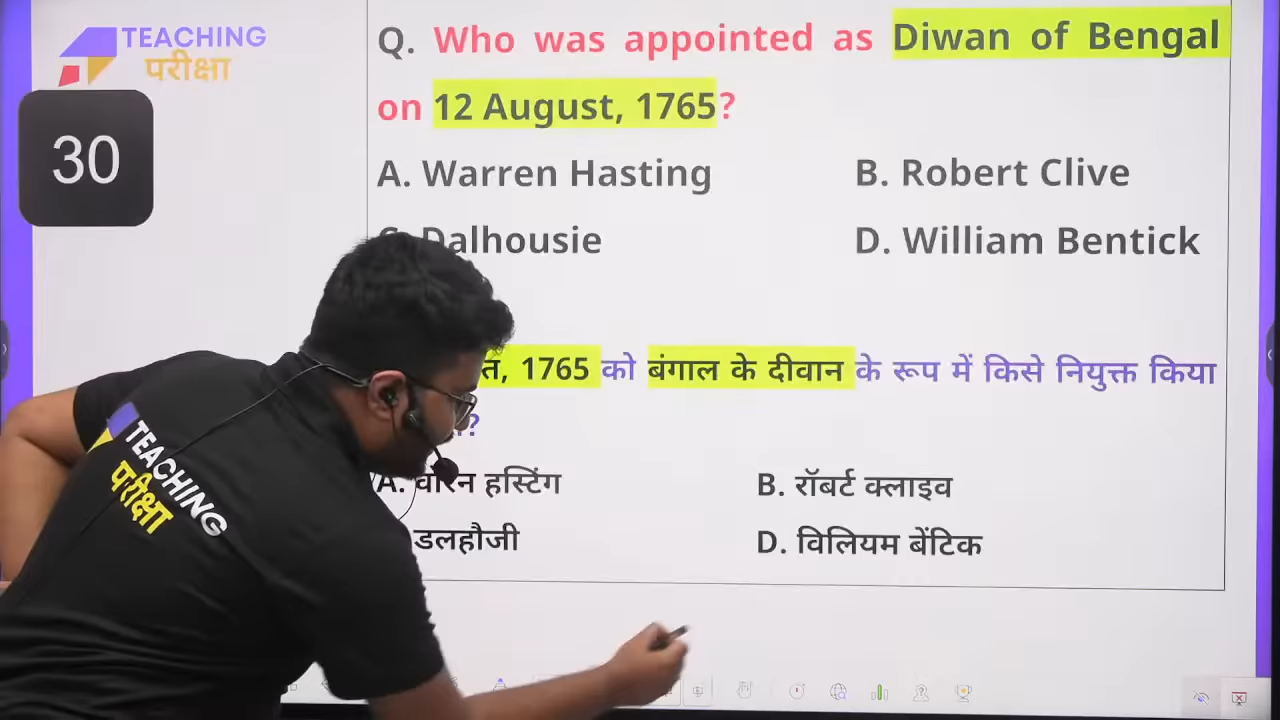 TEACHING
परीक्षा
30
Q. Who was appointed as Diwan of Bengal
on 12 August, 1765?
A. Warren Hasting B. Robert Clive
Dalhousie D. William Bentick
1765 को बंगाल के दीवान के रूप में किसे नियुक्त किया
?
A. वारेन हस्टिंग B. रॉबर्ट क्लाइव
डलहौजी D. विलियम बेंटिक
TEACHING
परीक्षा